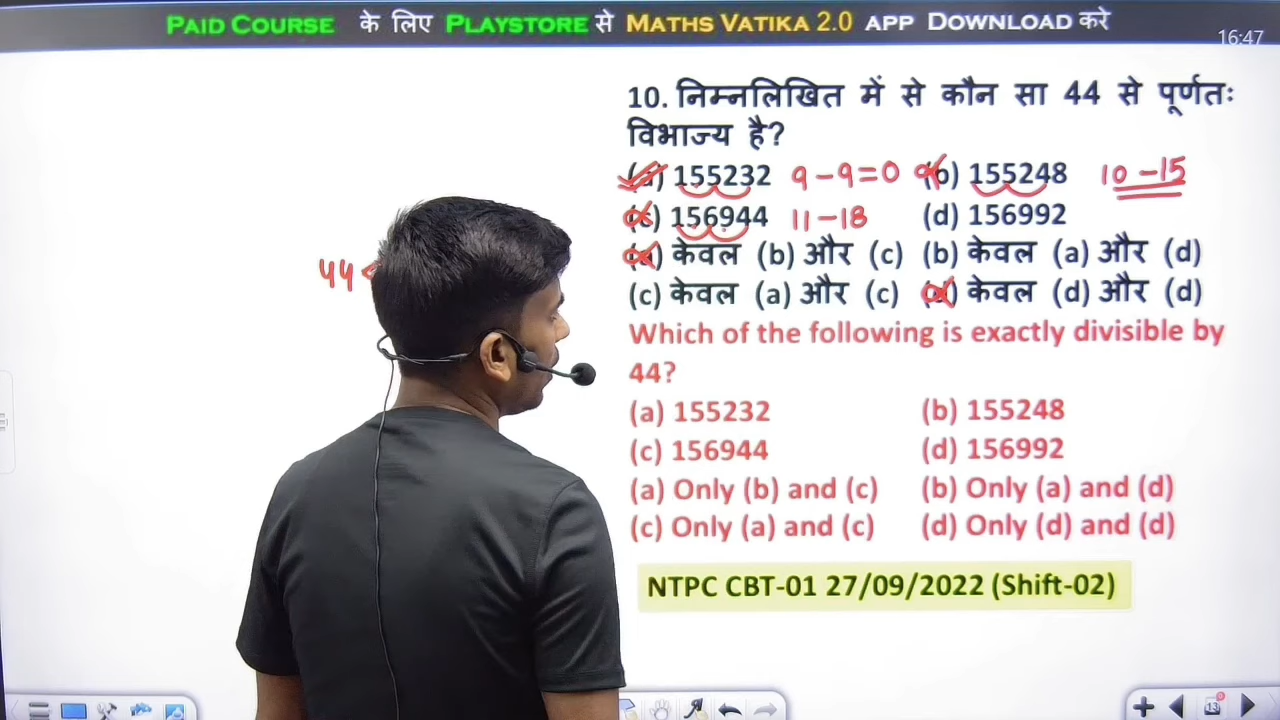 PAID COURSE के लिए PLAYSTORE से MATHS VATIKA 2.0 APP DOWNLOAD करे
16:47
10. निम्नलिखित में से कौन सा 44 से पूर्णतः
विभाज्य है?
(a) 155232 9-9=0 (b) 155248 10-15
(c) 156944 11-18 (d) 156992
(a) केवल (b) और (c) (b) केवल (a) और (d)
(c) केवल (a) और (c) (d) केवल (d) और (d)
44
Which of the following is exactly divisible by
44?
(a) 155232 (b) 155248
(c) 156944 (d) 156992
(a) Only (b) and (c) (b) Only (a) and (d)
(c) Only (a) and (c) (d) Only (d) and (d)
NTPC CBT-01 27/09/2022 (Shift-02)
13